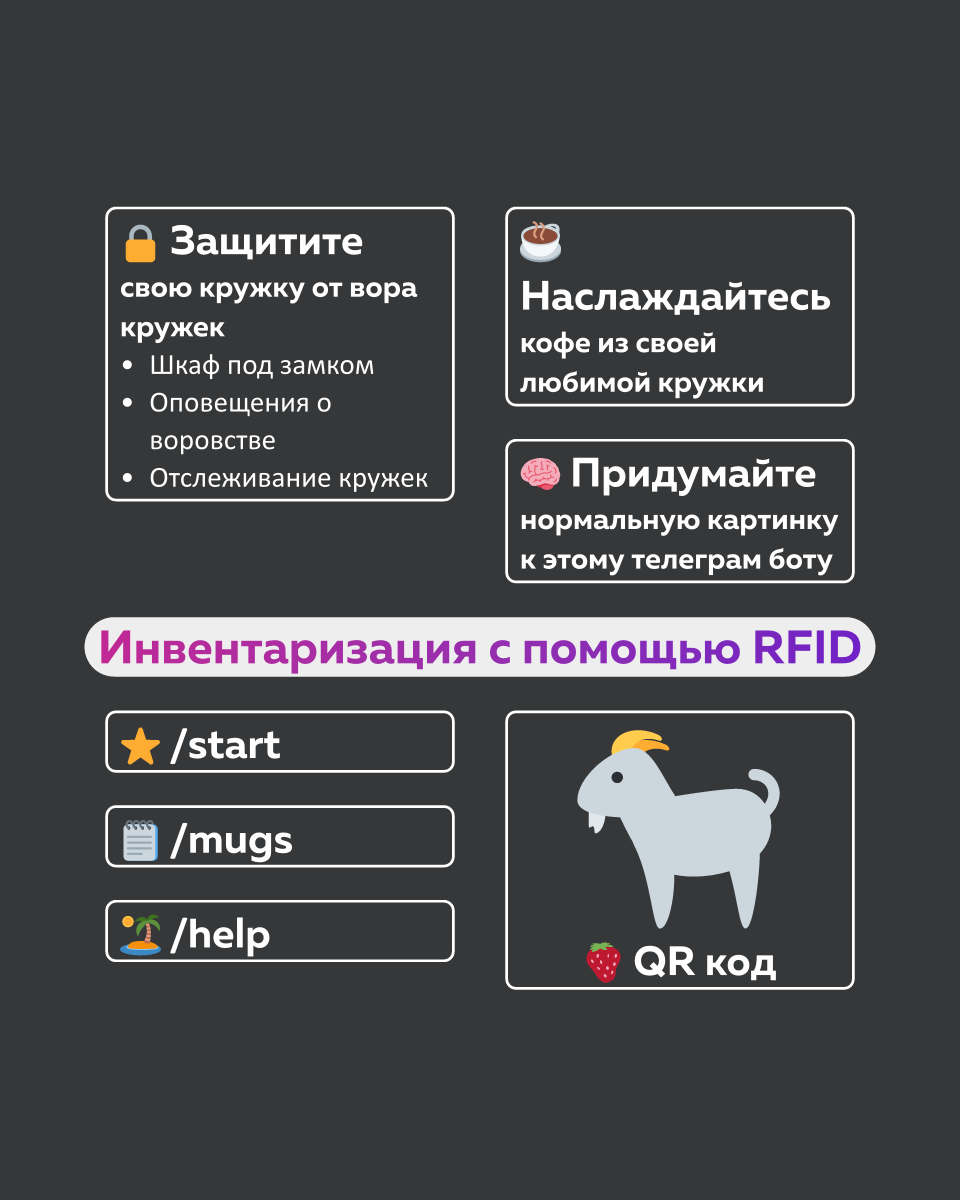 Защитите
свою кружку от вора
кружек
• Шкаф под замком
• Оповещения о
воровстве
• Отслеживание кружек
Наслаждайтесь
кофе из своей
любимой кружки
Придумайте
нормальную картинку
к этому телеграм боту
Инвентаризация с помощью RFID
/start
/mugs
/help
QR код